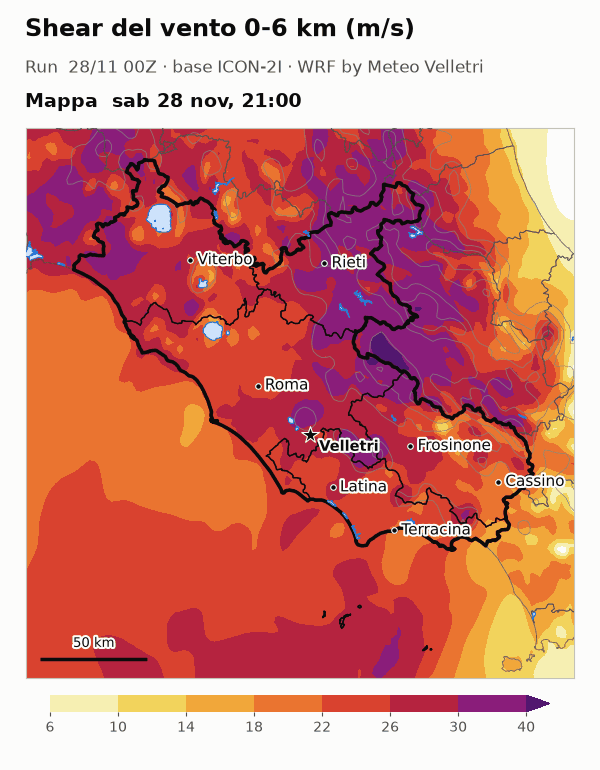 Shear del vento 0-6 km (m/s)
Run  28/11 00Z · base ICON-2I · WRF by Meteo Velletri
Mappa  sab 28 nov, 21:00
Viterbo
Rieti
Roma
Velletri
Frosinone
Cassino
Latina
Terracina
50 km
6 10 14 18 22 26 30 40